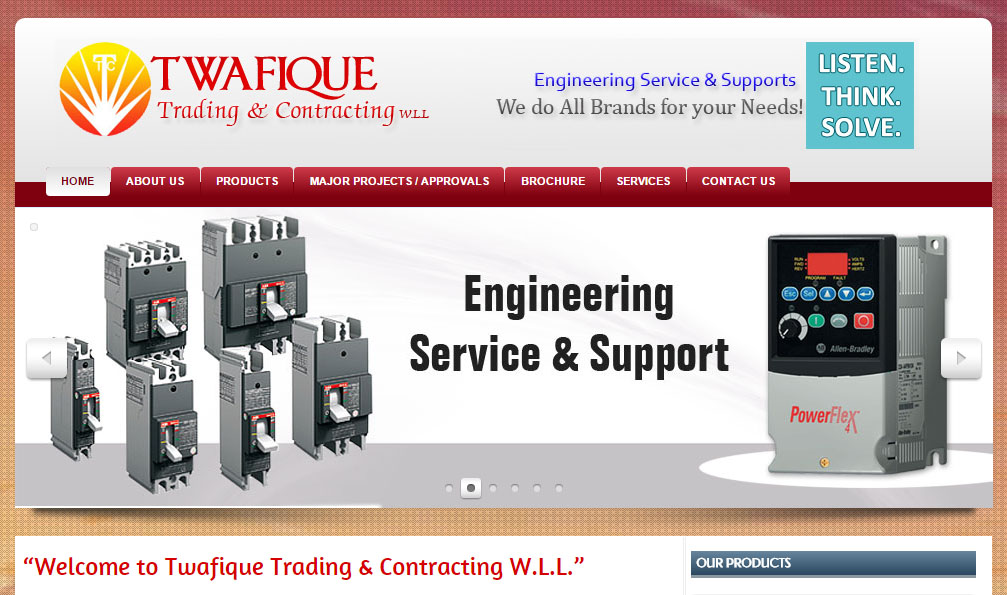 TC
TWAFIQUE
Trading & Contracting WLL
Engineering Service & Supports
We do All Brands for your Needs!
LISTEN.
THINK.
SOLVE.
HOME ABOUT US PRODUCTS MAJOR PROJECTS / APPROVALS BROCHURE SERVICES CONTACT US
Engineering
Service & Support
RUN VOLTS
FWD AMPS
REV HERTZ
PROGRAM FAULT
Esc Sel
Allen-Bradley
PowerFlex
4
“Welcome to Twafique Trading & Contracting W.L.L.”
OUR PRODUCTS